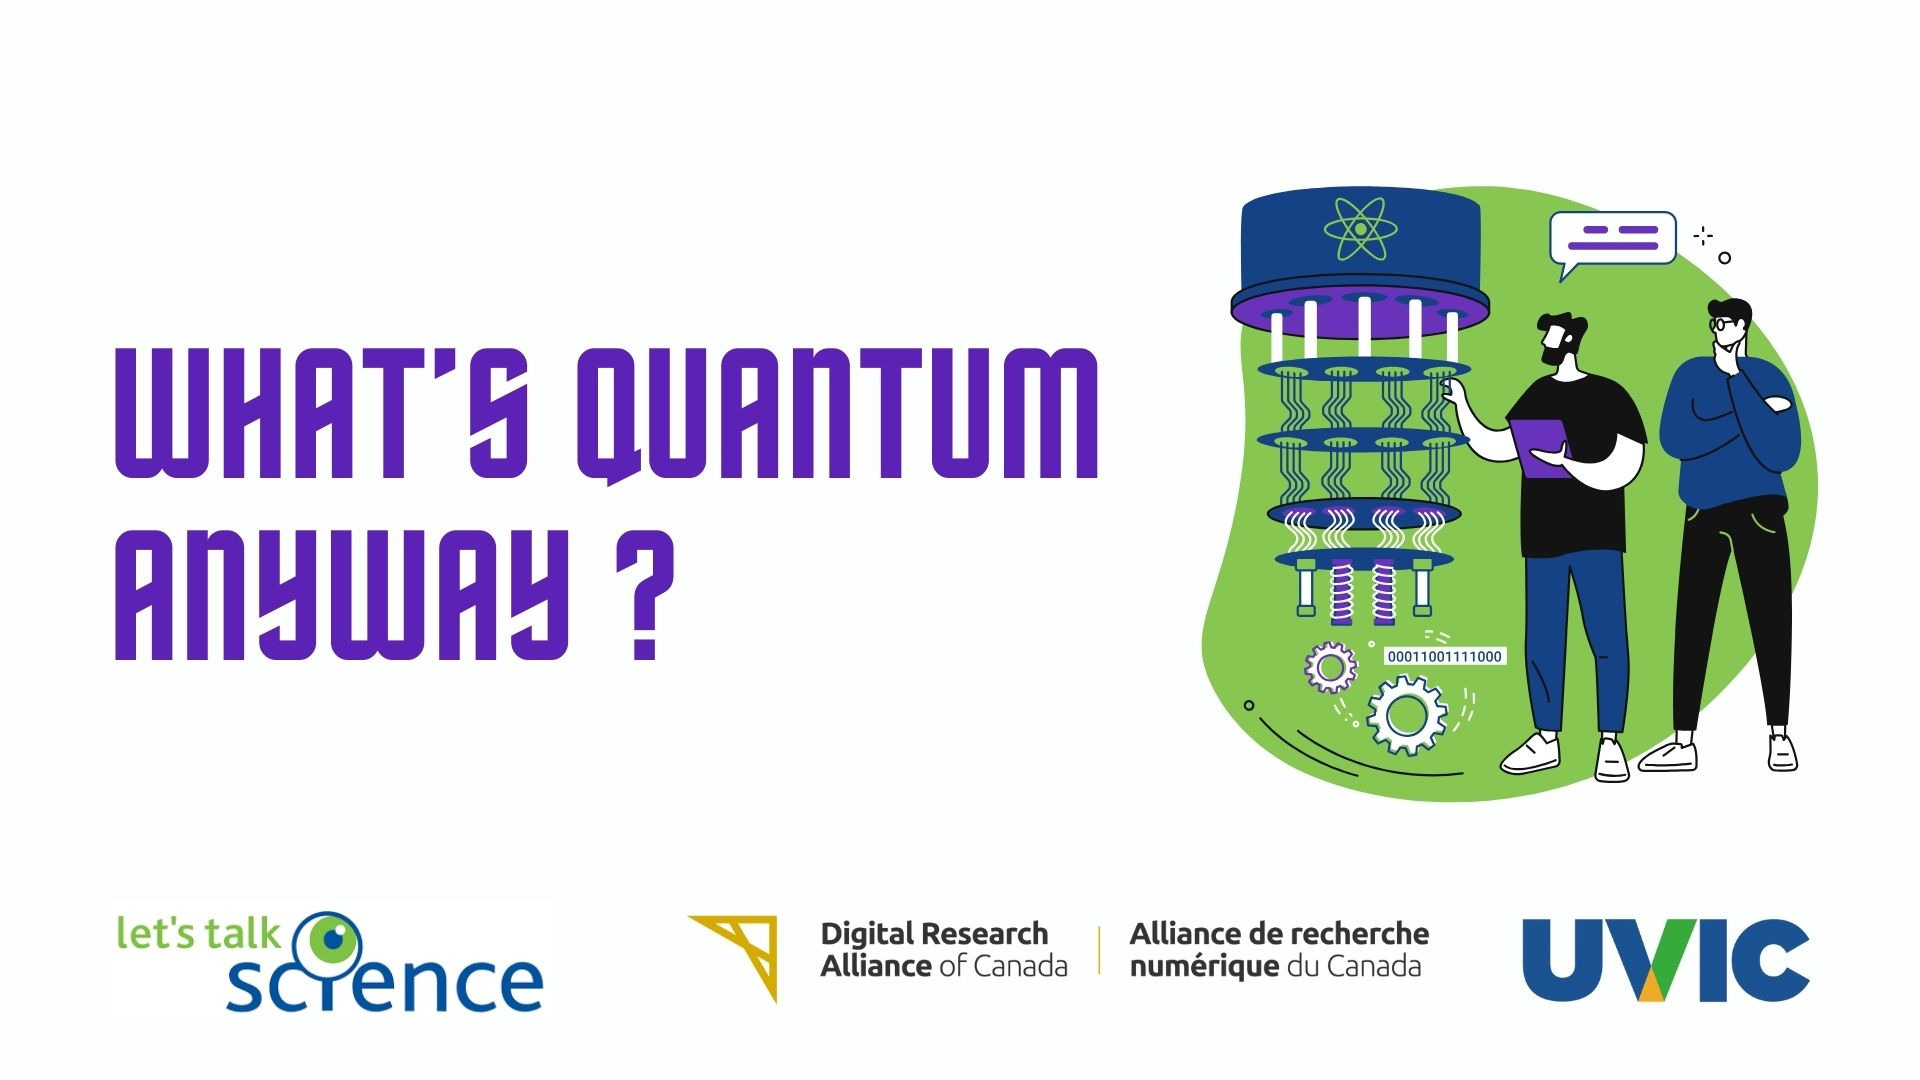 WHAT'S QUANTUM
ANYWAY ?
00011001111000
let's talk
science
Digital Research
Alliance of Canada
Alliance de recherche
numérique du Canada
UVIC